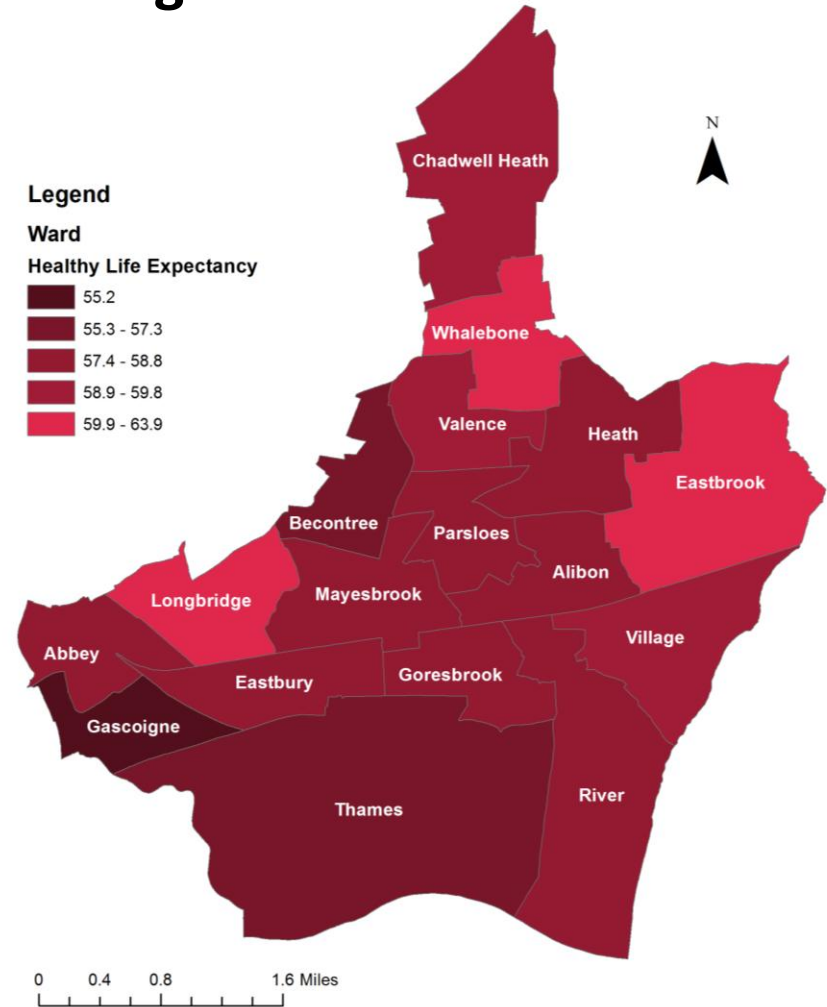 g
N
Legend
Ward
Healthy Life Expectancy
55.2
55.3 - 57.3
57.4 - 58.8
58.9 - 59.8
59.9 - 63.9
Chadwell Heath
Whalebone
Valence
Heath
Eastbrook
Becontree
Parsloes
Alibon
Longbridge
Mayesbrook
Village
Abbey
Eastbury
Goresbrook
Gascoigne
Thames
River
0 0.4 0.8 1.6 Miles